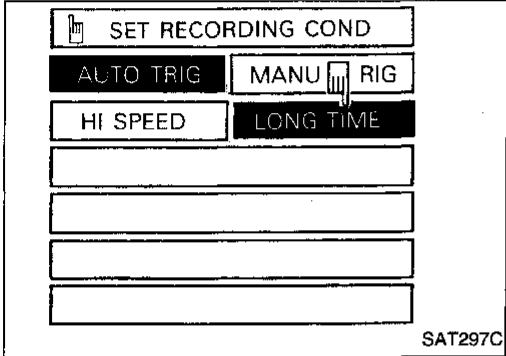 SET RECORDING COND
AUTO TRIG MANU RIG
HI SPEED LONG TIME
SAT297C